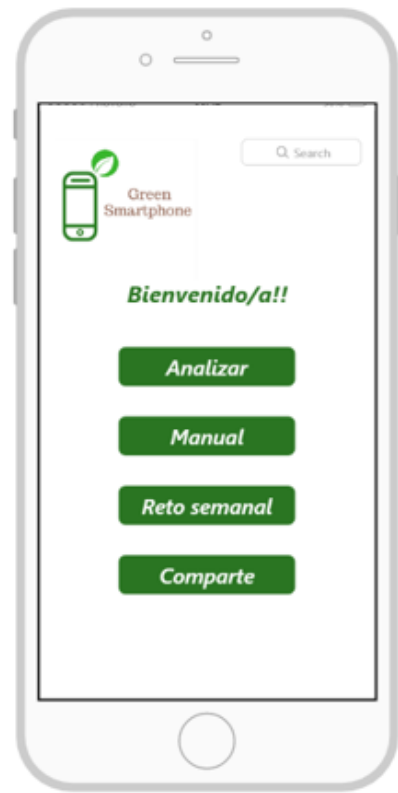 Search
Green
Smartphone
Bienvenido/a!!
Analizar
Manual
Reto semanal
Comparte